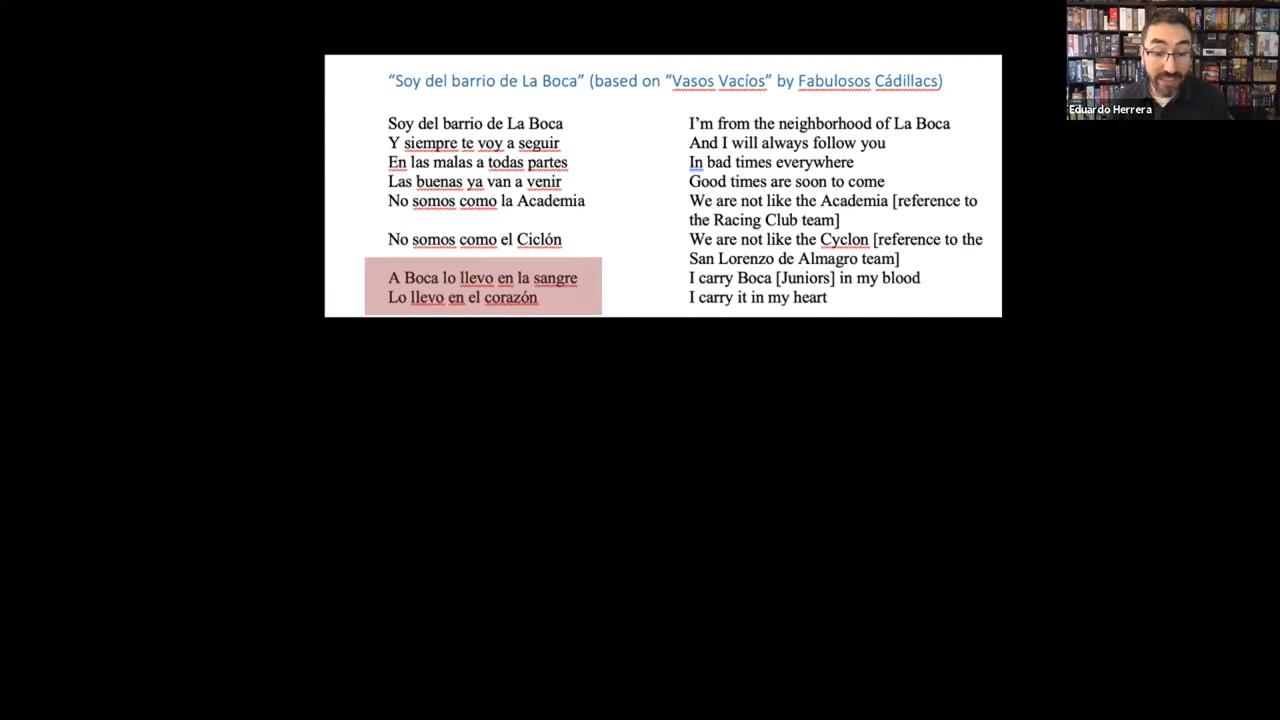 “Soy del barrio de La Boca” (based on “Vasos Vacíos” by Fabulosos Cádillacs)
Soy del barrio de La Boca
Y siempre te voy a seguir
En las malas a todas partes
Las buenas ya van a venir
No somos como la Academia
No somos como el Ciclón
A Boca lo llevo en la sangre
Lo llevo en el corazón
I’m from the neighborhood of La Boca
And I will always follow you
In bad times everywhere
Good times are soon to come
We are not like the Academia [reference to
the Racing Club team]
We are not like the Cyclon [reference to the
San Lorenzo de Almagro team]
I carry Boca [Juniors] in my blood
I carry it in my heart
Eduardo Herrera